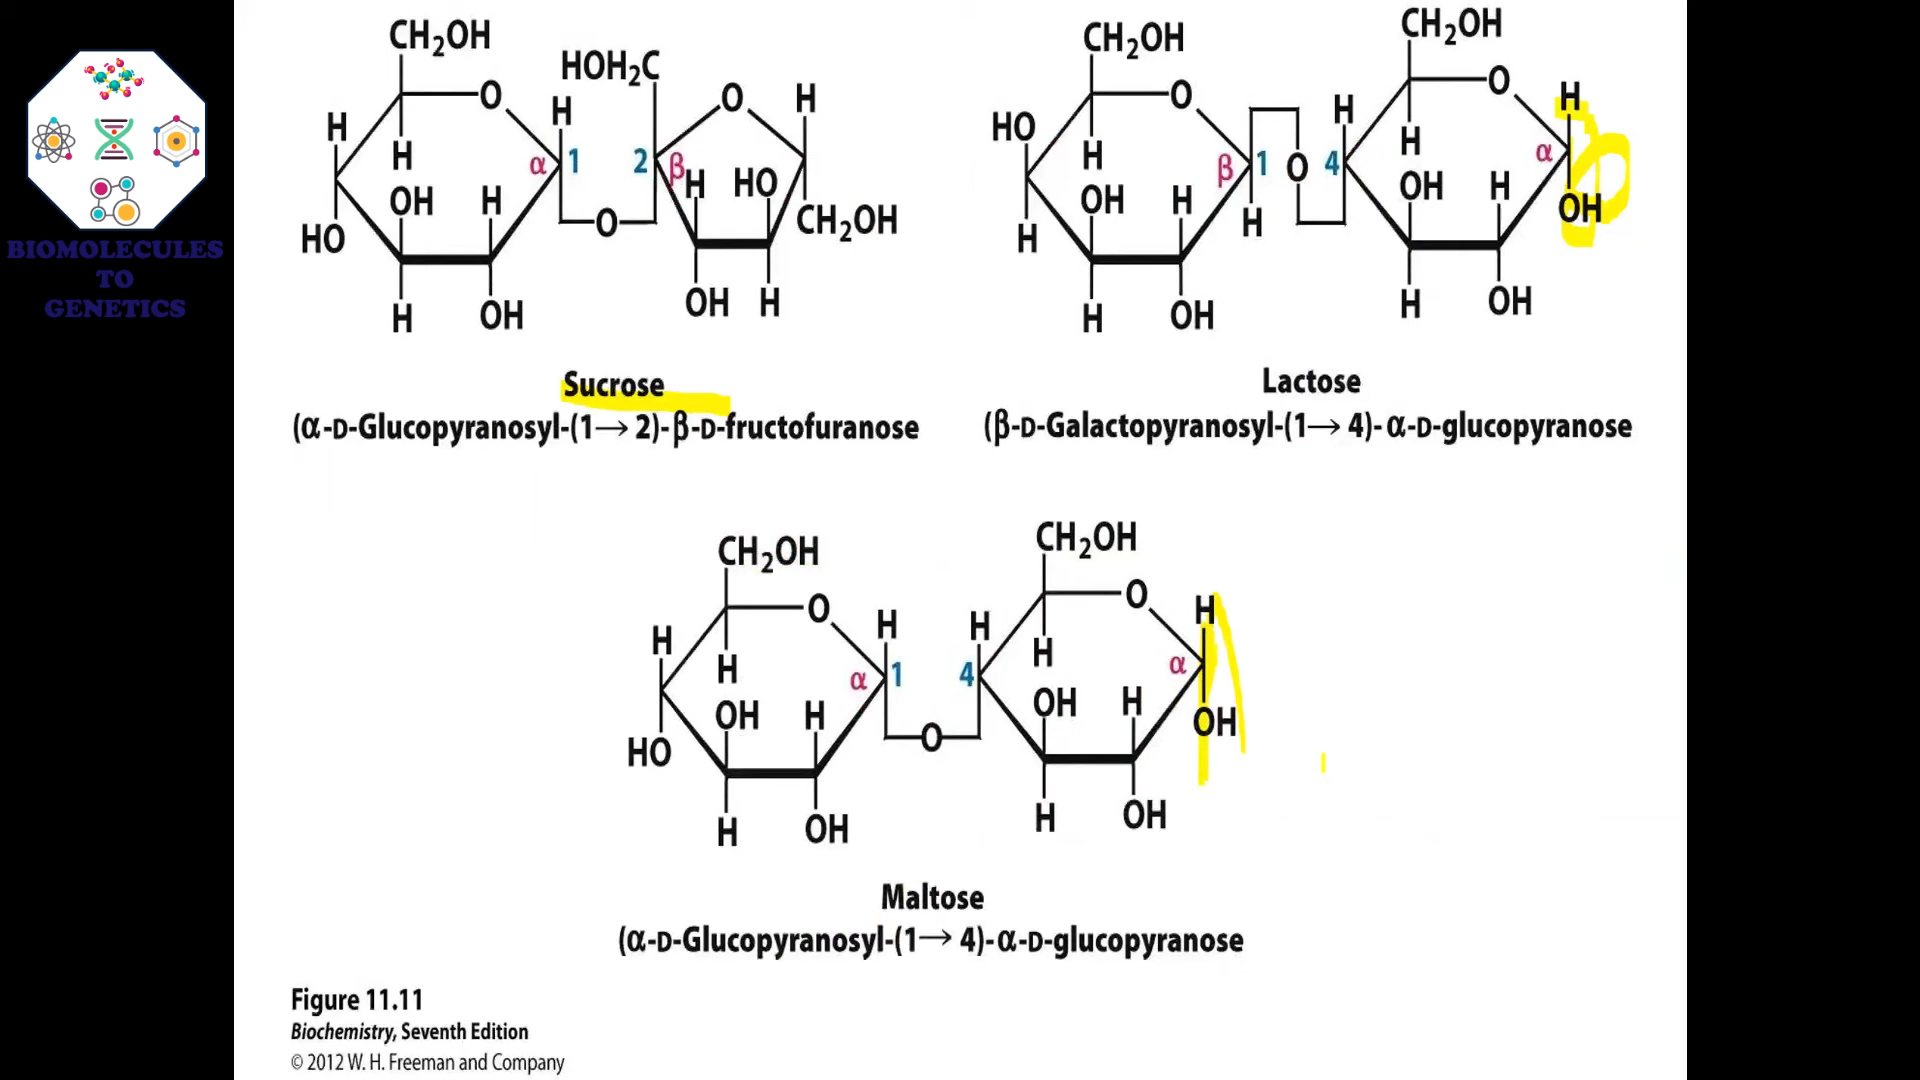 BIOMOLECULES
TO
GENETICS
CH₂OH
HOH₂C
O
H
O
H
H
H
α
1
2
β
OH
H
H
HO
HO
O
CH₂OH
H
OH
OH
H
Sucrose
(α-D-Glucopyranosyl-(1→ 2)-β-D-fructofuranose
CH₂OH
CH₂OH
O
O
H
HO
H
H
H
β
1
O
4
α
OH
H
OH
H
OH
H
H
H
OH
H
OH
Lactose
(β-D-Galactopyranosyl-(1→ 4)-α-D-glucopyranose
CH₂OH
CH₂OH
O
O
H
H
H
H
H
H
α
1
4
α
OH
H
OH
H
OH
HO
O
H
OH
H
OH
Maltose
(α-D-Glucopyranosyl-(1→ 4)-α-D-glucopyranose
Figure 11.11
Biochemistry, Seventh Edition
© 2012 W. H. Freeman and Company